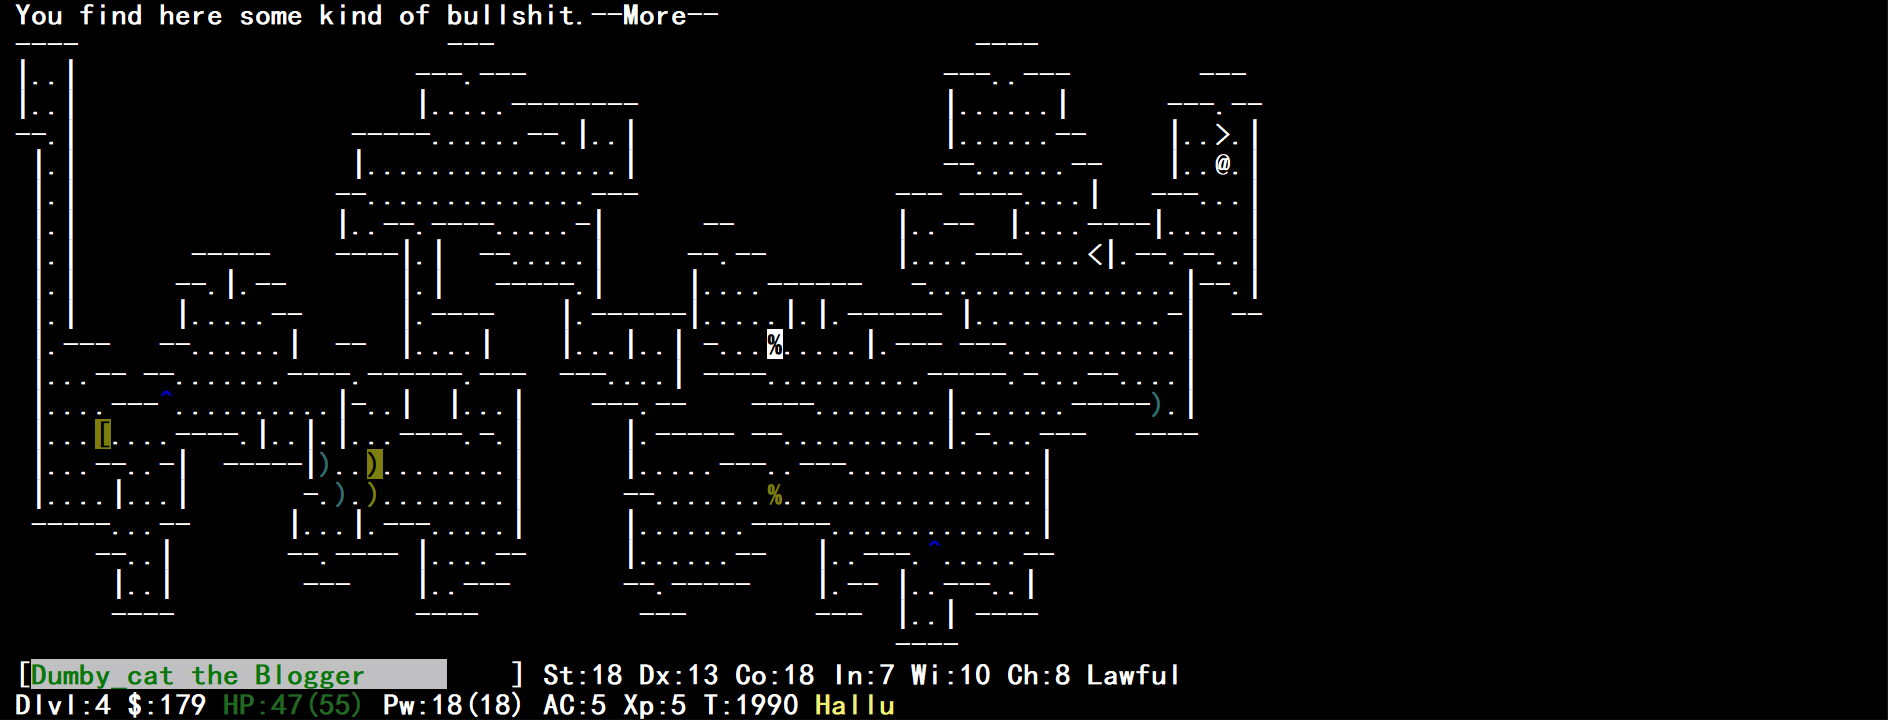 You find here some kind of bullshit.--More--
[Dumby_cat the Blogger ] St:18 Dx:13 Co:18 In:7 Wi:10 Ch:8 Lawful
Dlvl:4 $:179 HP:47(55) Pw:18(18) AC:5 Xp:5 T:1990 Hallu